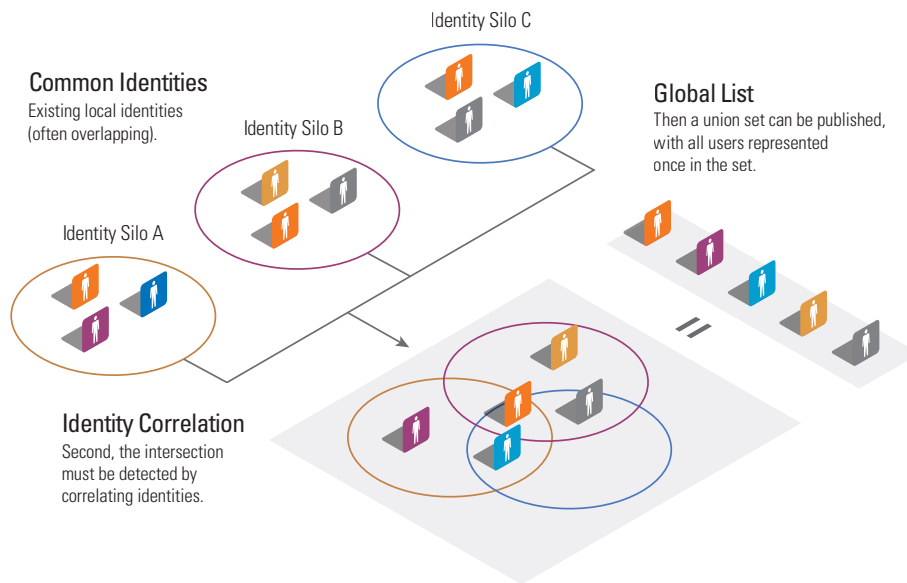 Identity Silo C
Common Identities
Existing local identities
(often overlapping).
Identity Silo B
Global List
Then a union set can be published,
with all users represented
once in the set.
Identity Silo A
Identity Correlation
Second, the intersection
must be detected by
correlating identities.